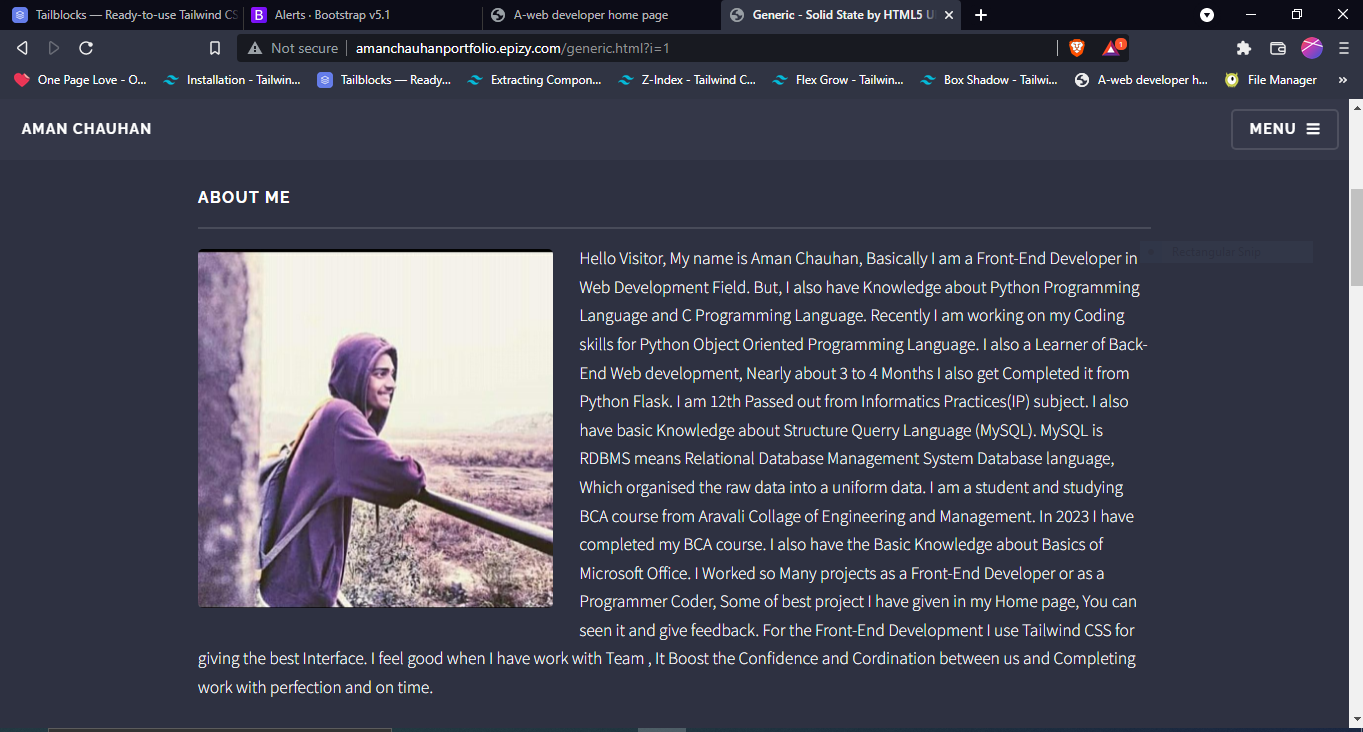 Tailblocks — Ready-to-use Tailwind CS
Alerts · Bootstrap v5.1
A-web developer home page
Generic - Solid State by HTML5 U
Not secure
amanchauhanportfolio.epizy.com/generic.html?i=1
1
One Page Love - O...
Installation - Tailwin...
Tailblocks — Ready...
Extracting Compon...
Z-Index - Tailwind C...
Flex Grow - Tailwin...
Box Shadow - Tailwi...
A-web developer h...
File Manager
AMAN CHAUHAN
MENU
ABOUT ME
Hello Visitor, My name is Aman Chauhan, Basically I am a Front-End Developer in
Web Development Field. But, I also have Knowledge about Python Programming
Language and C Programming Language. Recently I am working on my Coding
skills for Python Object Oriented Programming Language. I also a Learner of Back-
End Web development, Nearly about 3 to 4 Months I also get Completed it from
Python Flask. I am 12th Passed out from Informatics Practices(IP) subject. I also
have basic Knowledge about Structure Querry Language (MySQL). MySQL is
RDBMS means Relational Database Management System Database language,
Which organised the raw data into a uniform data. I am a student and studying
BCA course from Aravali Collage of Engineering and Management. In 2023 I have
completed my BCA course. I also have the Basic Knowledge about Basics of
Microsoft Office. I Worked so Many projects as a Front-End Developer or as a
Programmer Coder, Some of best project I have given in my Home page, You can
seen it and give feedback. For the Front-End Development I use Tailwind CSS for
giving the best Interface. I feel good when I have work with Team , It Boost the Confidence and Cordination between us and Completing
work with perfection and on time.
Rectangular Snip